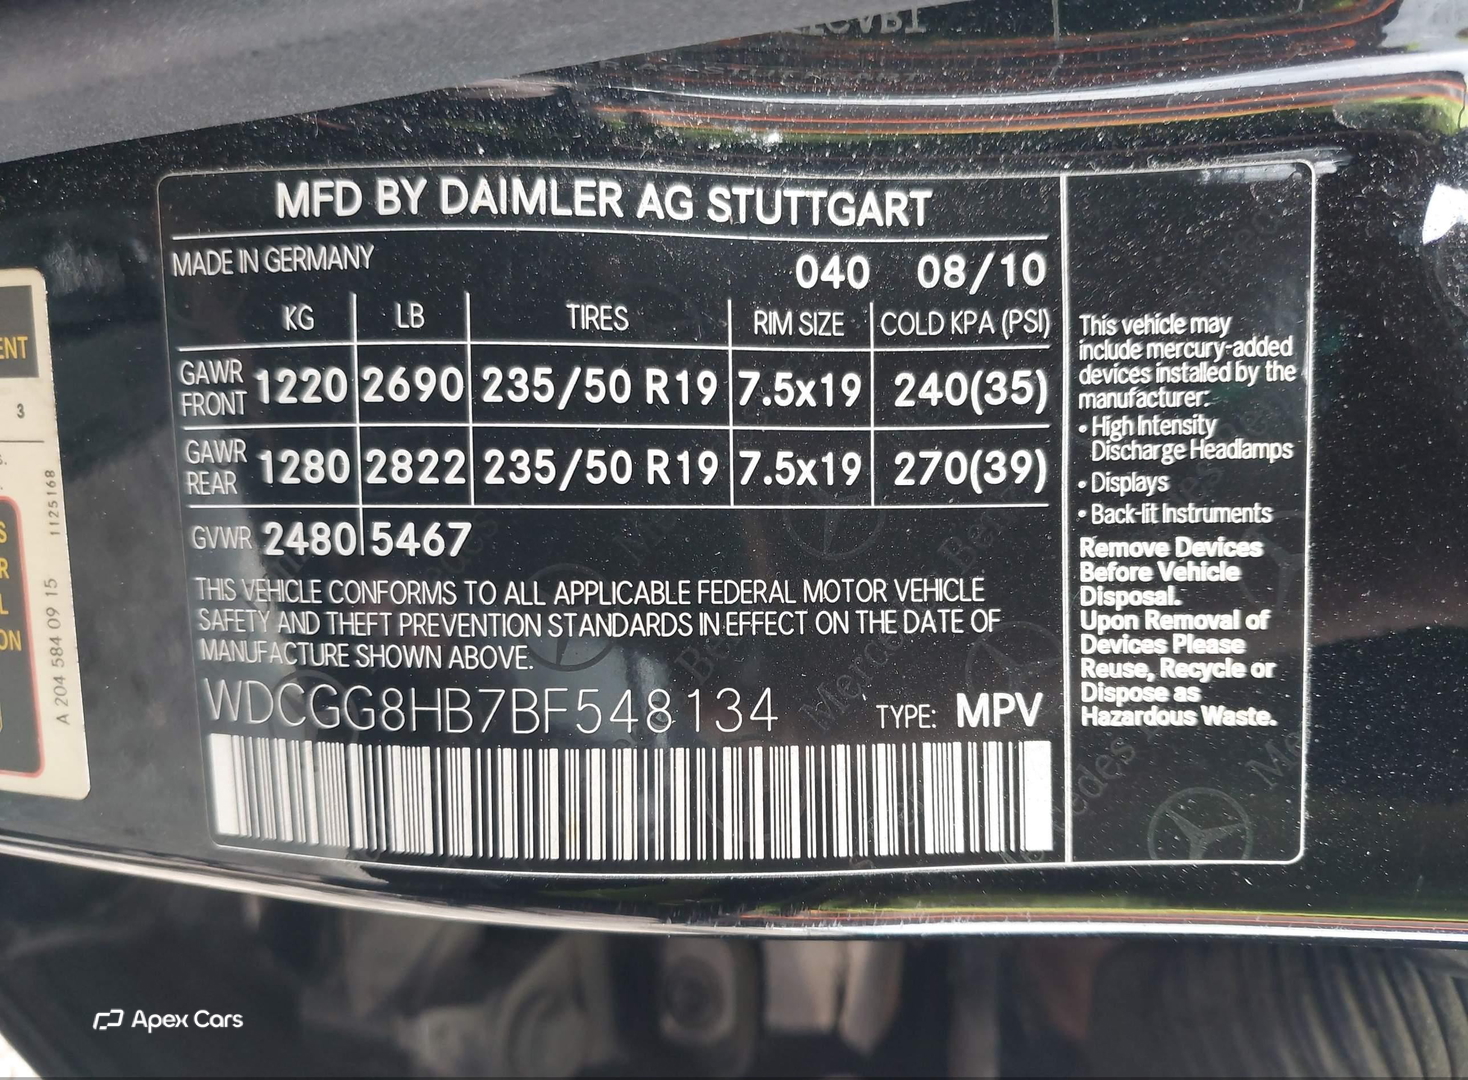 MFD BY DAIMLER AG STUTTGART
MADE IN GERMANY 040 08/10
KG LB TIRES RIM SIZE COLD KPA (PSI)
GAWR FRONT 1220 2690 235/50 R19 7.5x19 240(35)
GAWR REAR 1280 2822 235/50 R19 7.5x19 270(39)
GVWR 2480 5467
THIS VEHICLE CONFORMS TO ALL APPLICABLE FEDERAL MOTOR VEHICLE
SAFETY AND THEFT PREVENTION STANDARDS IN EFFECT ON THE DATE OF
MANUFACTURE SHOWN ABOVE.
WDCGG8HB7BF548134 TYPE: MPV
This vehicle may
include mercury-added
devices installed by the
manufacturer:
• High Intensity
Discharge Headlamps
• Displays
• Back-lit Instruments
Remove Devices
Before Vehicle
Disposal.
Upon Removal of
Devices Please
Reuse, Recycle or
Dispose as
Hazardous Waste.
3
1125168
A 204 584 09 15
Apex Cars